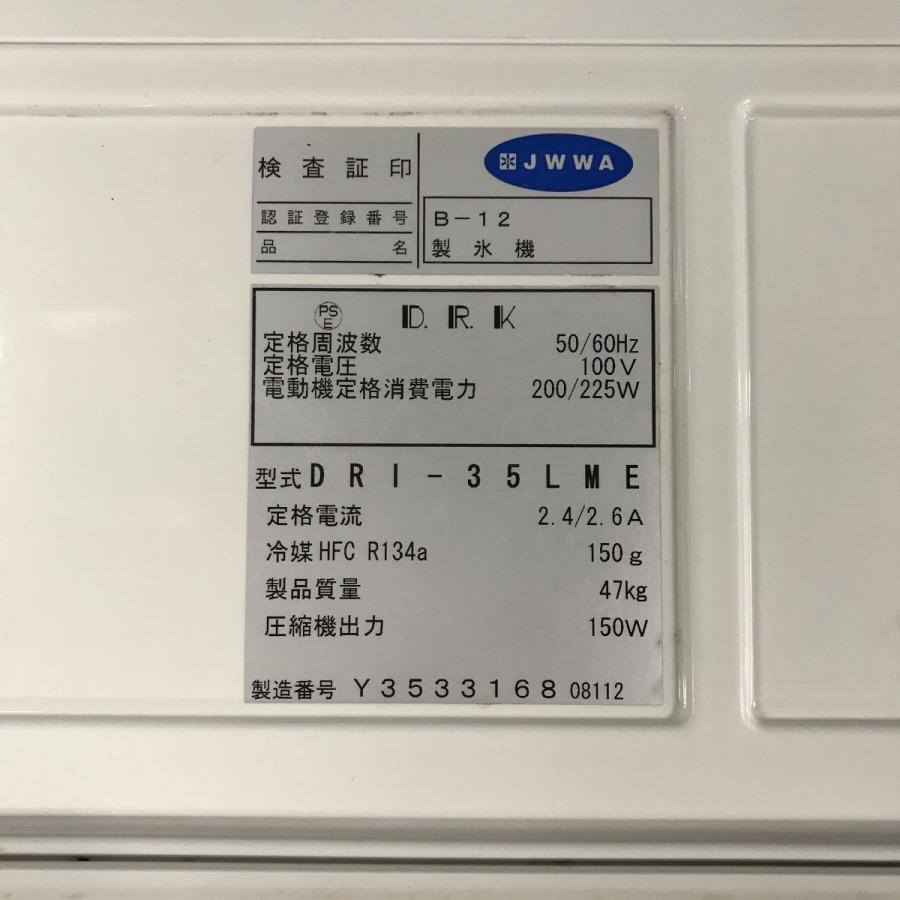 検査証印
JWWA
認証登録番号 B-12
品名 製氷機
PSE D.R.K
定格周波数 50/60Hz
定格電圧 100V
電動機定格消費電力 200/225W
型式 DRI-35LME
定格電流 2.4/2.6A
冷媒 HFC R134a 150g
製品質量 47kg
圧縮機出力 150W
製造番号 Y3533168 08112